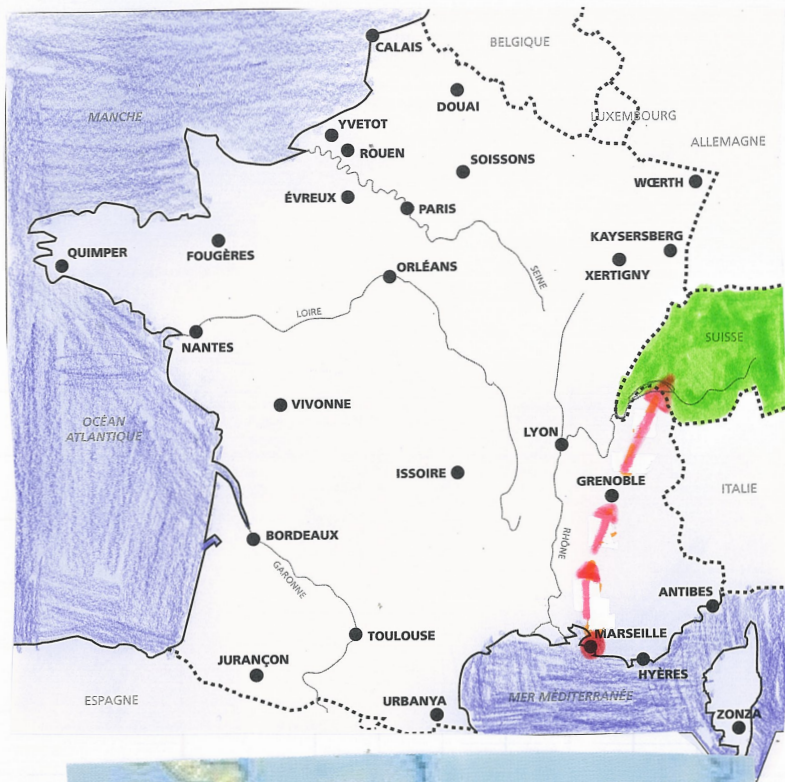 CALAIS
BELGIQUE
DOUAI
MANCHE
LUXEMBOURG
YVETOT
ALLEMAGNE
ROUEN
SOISSONS
WŒRTH
ÉVREUX
PARIS
KAYSERSBERG
FOUGÈRES
QUIMPER
XERTIGNY
ORLÉANS
SEINE
LOIRE
NANTES
SUISSE
VIVONNE
OCÉAN
ATLANTIQUE
LYON
ISSOIRE
GRENOBLE
ITALIE
BORDEAUX
RHÔNE
GARONNE
ANTIBES
TOULOUSE
MARSEILLE
JURANÇON
HYÈRES
ESPAGNE
URBANYA
MER MÉDITERRANÉE
ZONZA